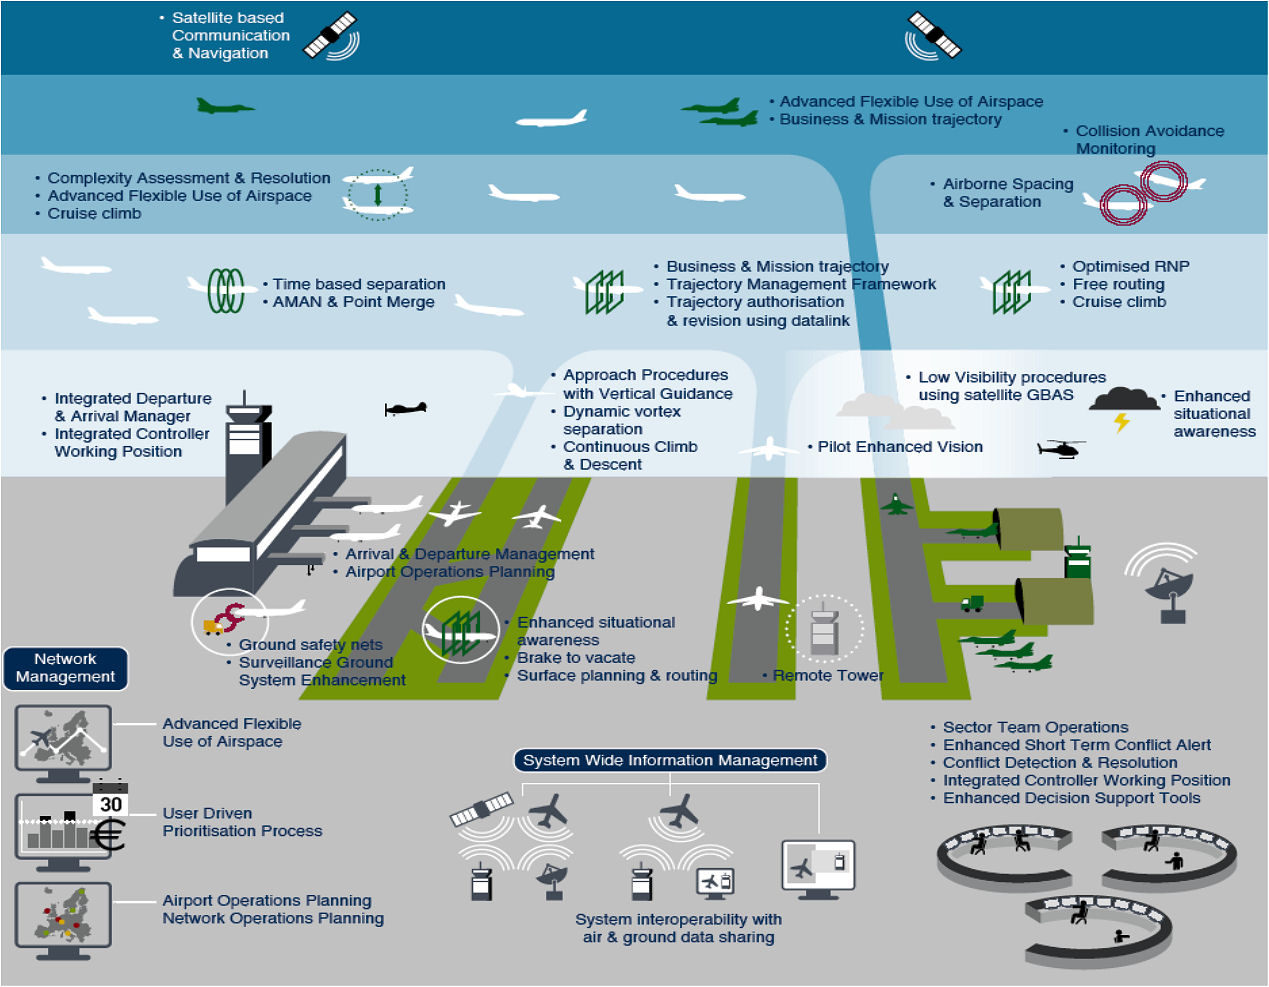 • Satellite based
Communication
& Navigation
• Advanced Flexible Use of Airspace
• Business & Mission trajectory
• Collision Avoidance
Monitoring
• Complexity Assessment & Resolution
• Advanced Flexible Use of Airspace
• Cruise climb
• Airborne Spacing
& Separation
• Time based separation
• AMAN & Point Merge
• Business & Mission trajectory
• Trajectory Management Framework
• Trajectory authorisation
& revision using datalink
• Optimised RNP
• Free routing
• Cruise climb
• Integrated Departure
& Arrival Manager
• Integrated Controller
Working Position
• Approach Procedures
with Vertical Guidance
• Dynamic vortex
separation
• Continuous Climb
& Descent
• Low Visibility procedures
using satellite GBAS
• Pilot Enhanced Vision
• Enhanced
situational
awareness
• Arrival & Departure Management
• Airport Operations Planning
• Ground safety nets
• Surveillance Ground
System Enhancement
• Enhanced situational
awareness
• Brake to vacate
• Surface planning & routing
• Remote Tower
Network
Management
Advanced Flexible
Use of Airspace
30
€
User Driven
Prioritisation Process
Airport Operations Planning
Network Operations Planning
System Wide Information Management
System interoperability with
air & ground data sharing
• Sector Team Operations
• Enhanced Short Term Conflict Alert
• Conflict Detection & Resolution
• Integrated Controller Working Position
• Enhanced Decision Support Tools